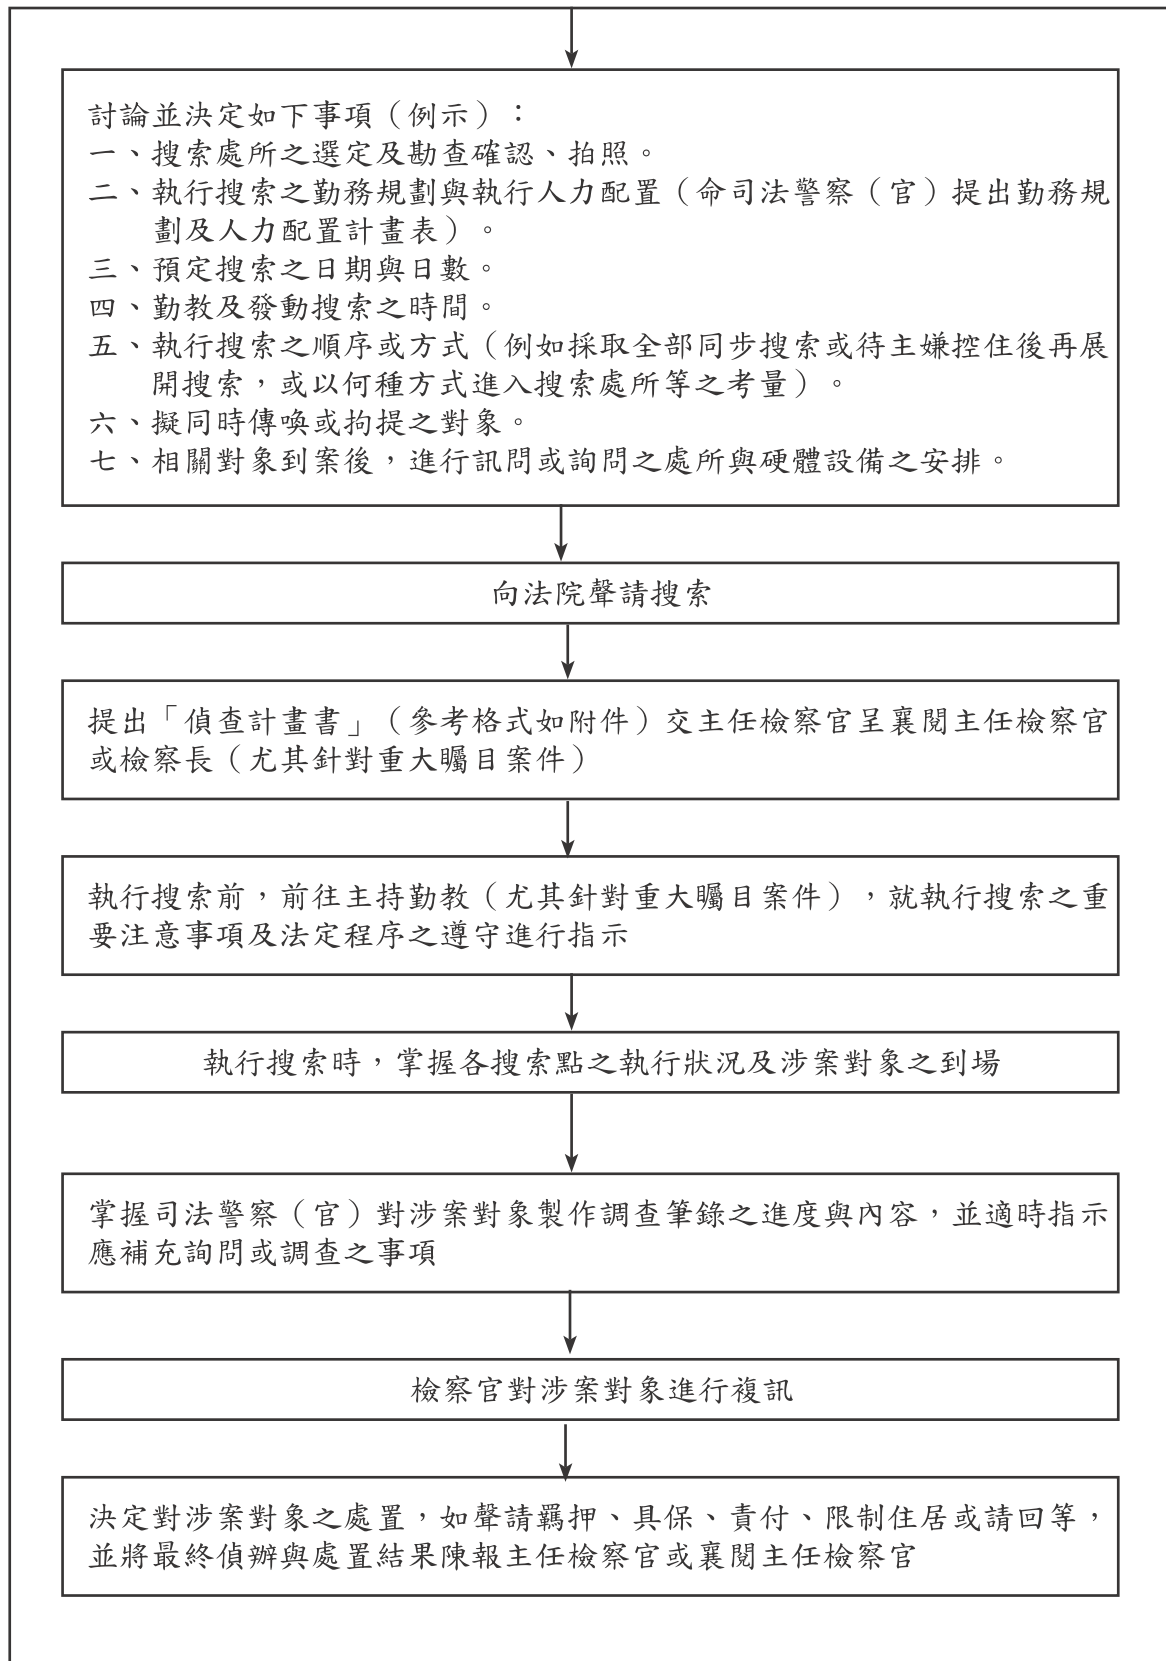 討論並決定如下事項（例示）：
一、搜索處所之選定及勘查確認、拍照。
二、執行搜索之勤務規劃與執行人力配置（命司法警察（官）提出勤務規
劃及人力配置計畫表）。
三、預定搜索之日期與日數。
四、勤教及發動搜索之時間。
五、執行搜索之順序或方式（例如採取全部同步搜索或待主嫌控住後再展
開搜索，或以何種方式進入搜索處所等之考量）。
六、擬同時傳喚或拘提之對象。
七、相關對象到案後，進行訊問或詢問之處所與硬體設備之安排。
向法院聲請搜索
提出「偵查計畫書」（參考格式如附件）交主任檢察官呈襄閱主任檢察官
或檢察長（尤其針對重大矚目案件）
執行搜索前，前往主持勤教（尤其針對重大矚目案件），就執行搜索之重
要注意事項及法定程序之遵守進行指示
執行搜索時，掌握各搜索點之執行狀況及涉案對象之到場
掌握司法警察（官）對涉案對象製作調查筆錄之進度與內容，並適時指示
應補充詢問或調查之事項
檢察官對涉案對象進行複訊
決定對涉案對象之處置，如聲請羈押、具保、責付、限制住居或請回等，
並將最終偵辦與處置結果陳報主任檢察官或襄閱主任檢察官